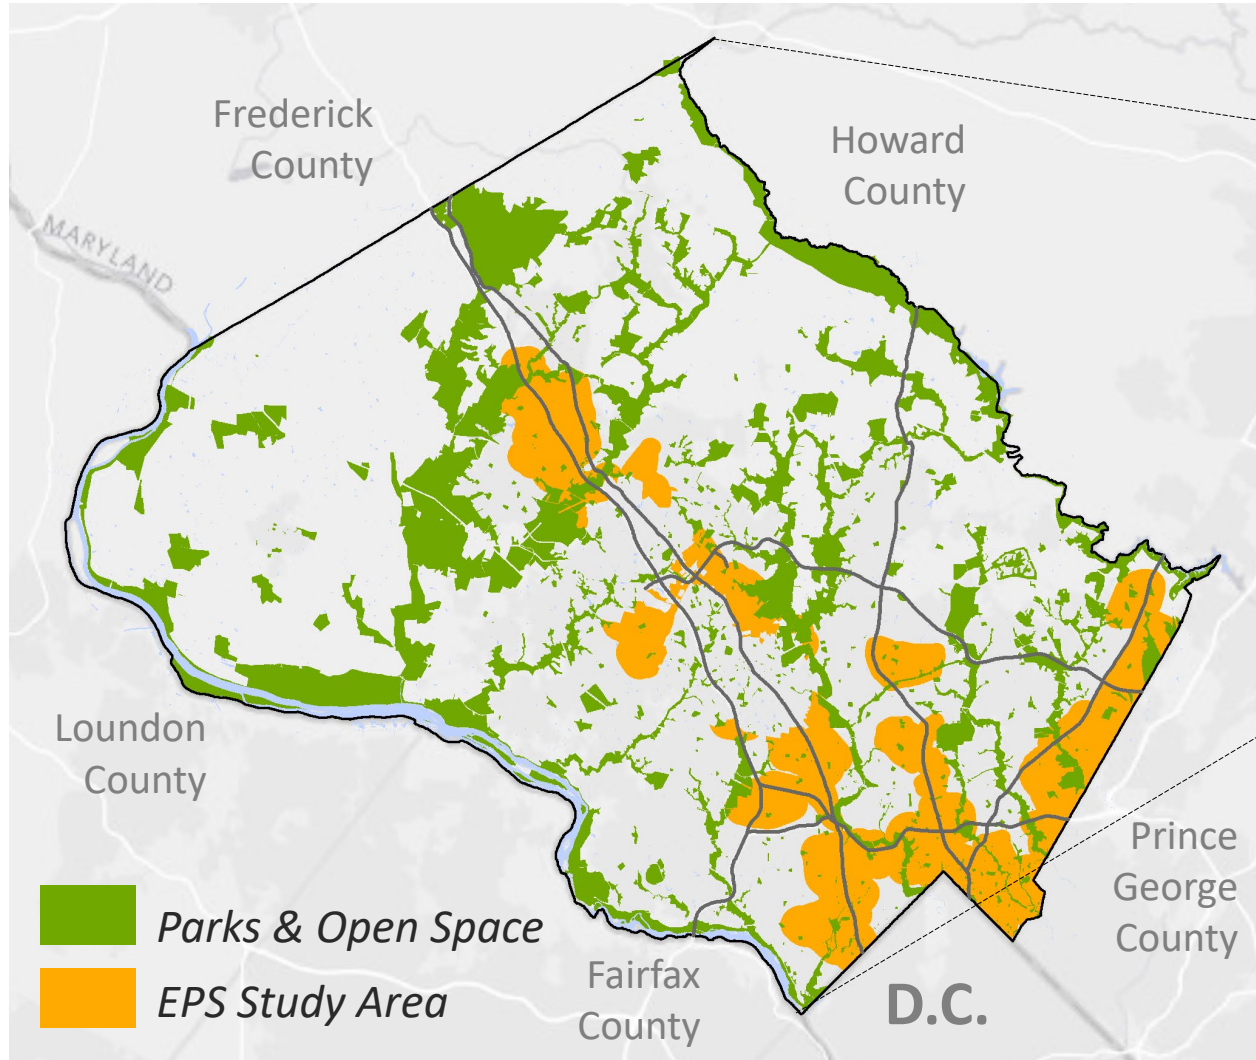 Frederick
County
Howard
County
MARYLAND
Loundon
County
Prince
George
County
Parks & Open Space
EPS Study Area
Fairfax
County
D.C.